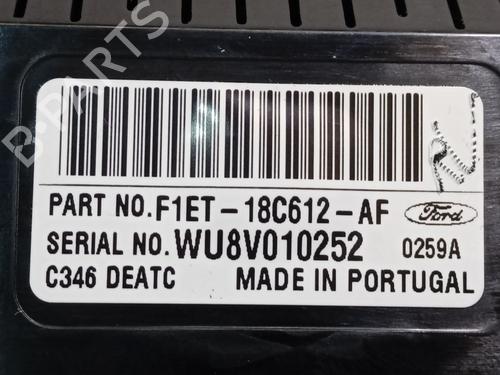 B-PARTS
PART NO. F1ET-18C612-AF Ford
SERIAL NO. WU8V010252 0259A
C346 DEATC MADE IN PORTUGAL